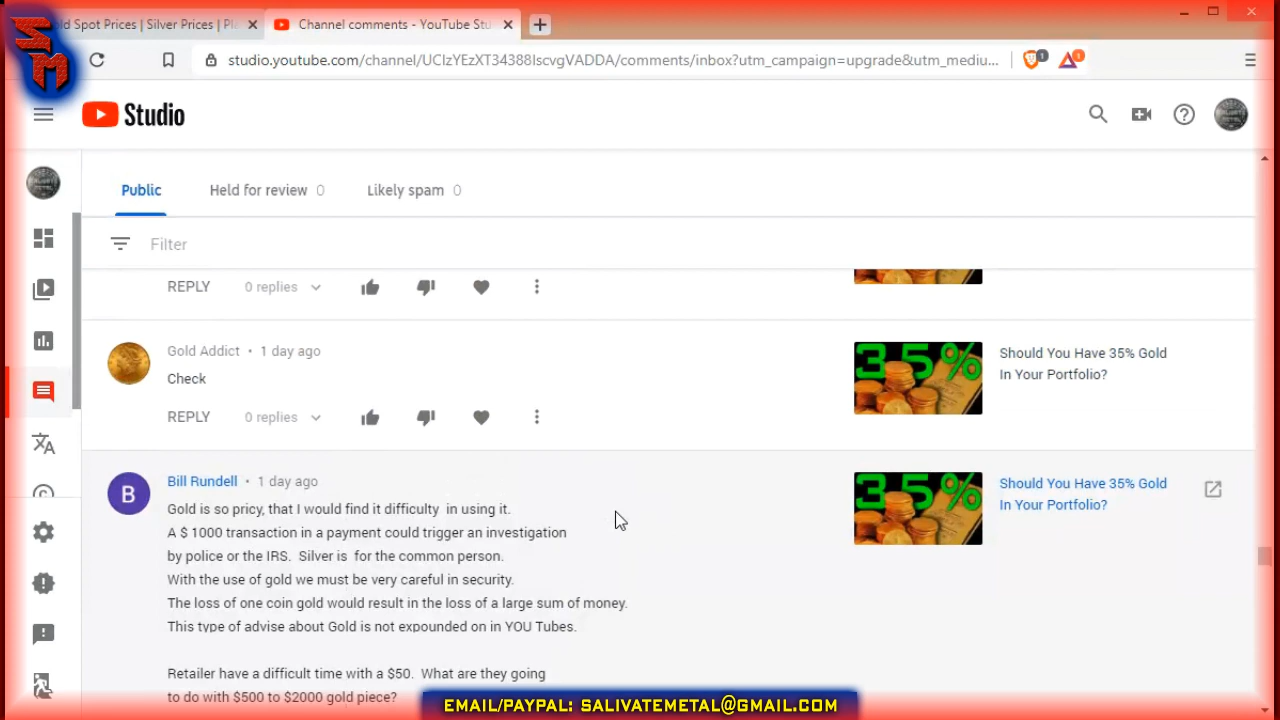 ld Spot Prices | Silver Prices | Pla
Channel comments - YouTube Stu
SM
studio.youtube.com/channel/UCIzYEzXT34388IscvgVADDA/comments/inbox?utm_campaign=upgrade&utm_mediu...
1
1
Studio
Public
Held for review 0
Likely spam 0
Filter
REPLY
0 replies
Gold Addict • 1 day ago
Check
REPLY
0 replies
35%
Should You Have 35% Gold
In Your Portfolio?
B
Bill Rundell • 1 day ago
Gold is so pricy, that I would find it difficulty in using it.
A $ 1000 transaction in a payment could trigger an investigation
by police or the IRS. Silver is for the common person.
With the use of gold we must be very careful in security.
The loss of one coin gold would result in the loss of a large sum of money.
This type of advise about Gold is not expounded on in YOU Tubes.
Retailer have a difficult time with a $50. What are they going
to do with $500 to $2000 gold piece?
35%
Should You Have 35% Gold
In Your Portfolio?
EMAIL/PAYPAL: SALIVATEMETAL@GMAIL.COM